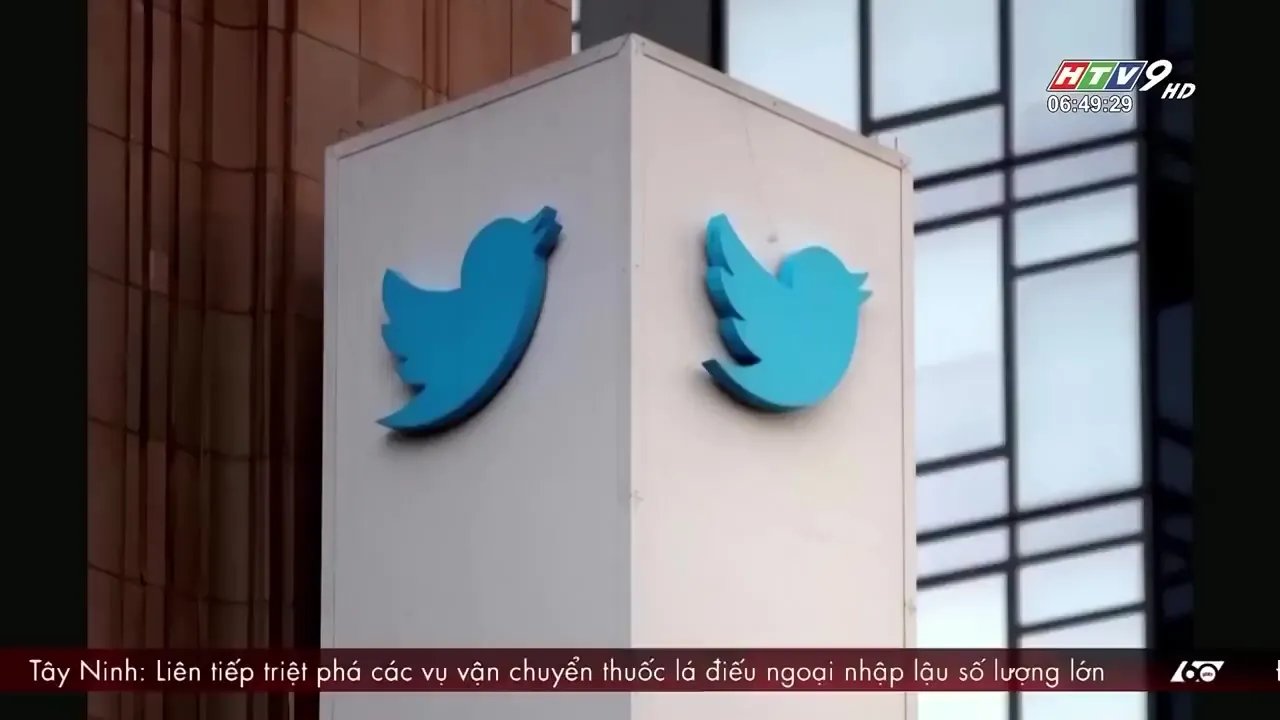 HTV9 HD
06:49:29
Tây Ninh: Liên tiếp triệt phá các vụ vận chuyển thuốc lá điếu ngoại nhập lậu số lượng lớn
60